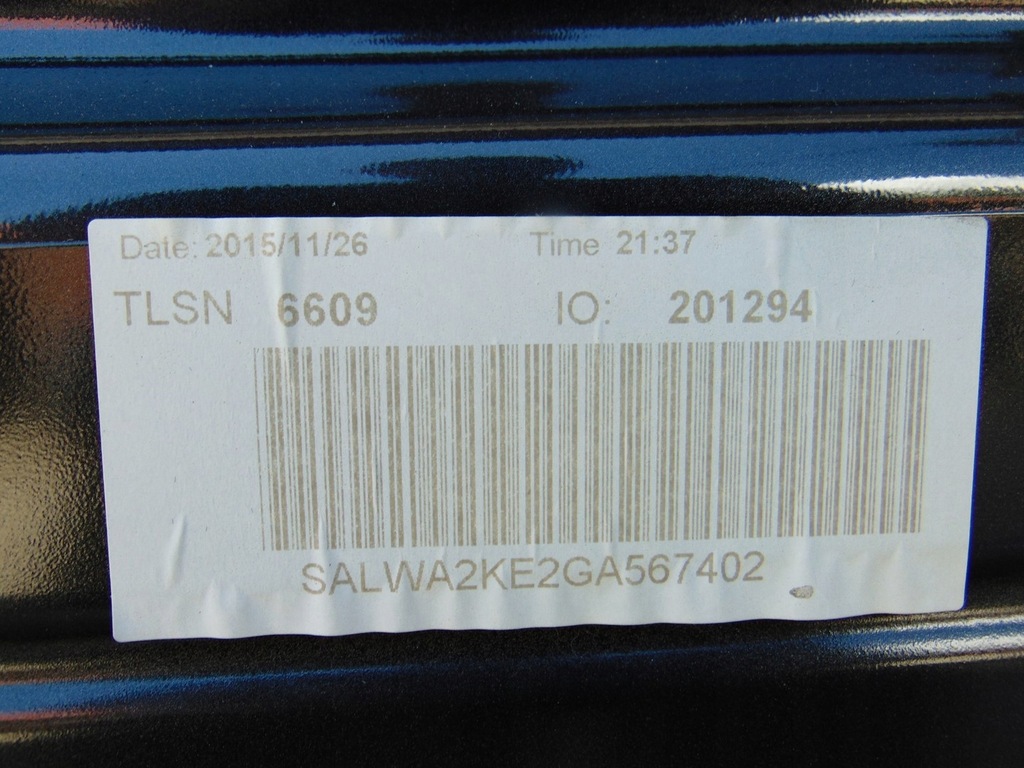 Date: 2015/11/26 Time 21:37
TLSN 6609 IO: 201294
SALWA2KE2GA567402